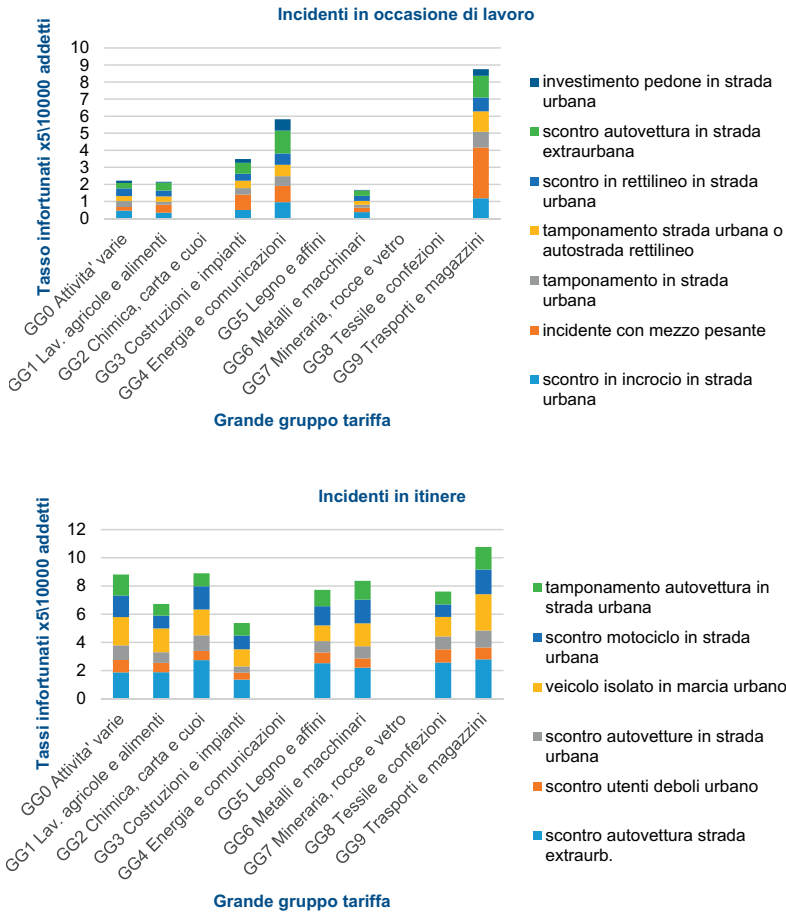 Incidenti in occasione di lavoro
Tasso infortunati x5\10000 addetti
10
9
8
7
6
5
4
3
2
1
0
GG0 Attivita' varie
GG1 Lav. agricole e alimenti
GG2 Chimica, carta e cuoi
GG3 Costruzioni e impianti
GG4 Energia e comunicazioni
GG5 Legno e affini
GG6 Metalli e macchinari
GG7 Mineraria, rocce e vetro
GG8 Tessile e confezioni
GG9 Trasporti e magazzini
Grande gruppo tariffa
investimento pedone in strada
urbana
scontro autovettura in strada
extraurbana
scontro in rettilineo in strada
urbana
tamponamento strada urbana o
autostrada rettilineo
tamponamento in strada
urbana
incidente con mezzo pesante
scontro in incrocio in strada
urbana
Incidenti in itinere
Tassi infortunati x5\10000 addetti
12
10
8
6
4
2
0
GG0 Attivita' varie
GG1 Lav. agricole e alimenti
GG2 Chimica, carta e cuoi
GG3 Costruzioni e impianti
GG4 Energia e comunicazioni
GG5 Legno e affini
GG6 Metalli e macchinari
GG7 Mineraria, rocce e vetro
GG8 Tessile e confezioni
GG9 Trasporti e magazzini
Grande gruppo tariffa
tamponamento autovettura in
strada urbana
scontro motociclo in strada
urbana
veicolo isolato in marcia urbano
scontro autovetture in strada
urbana
scontro utenti deboli urbano
scontro autovettura strada
extraurb.